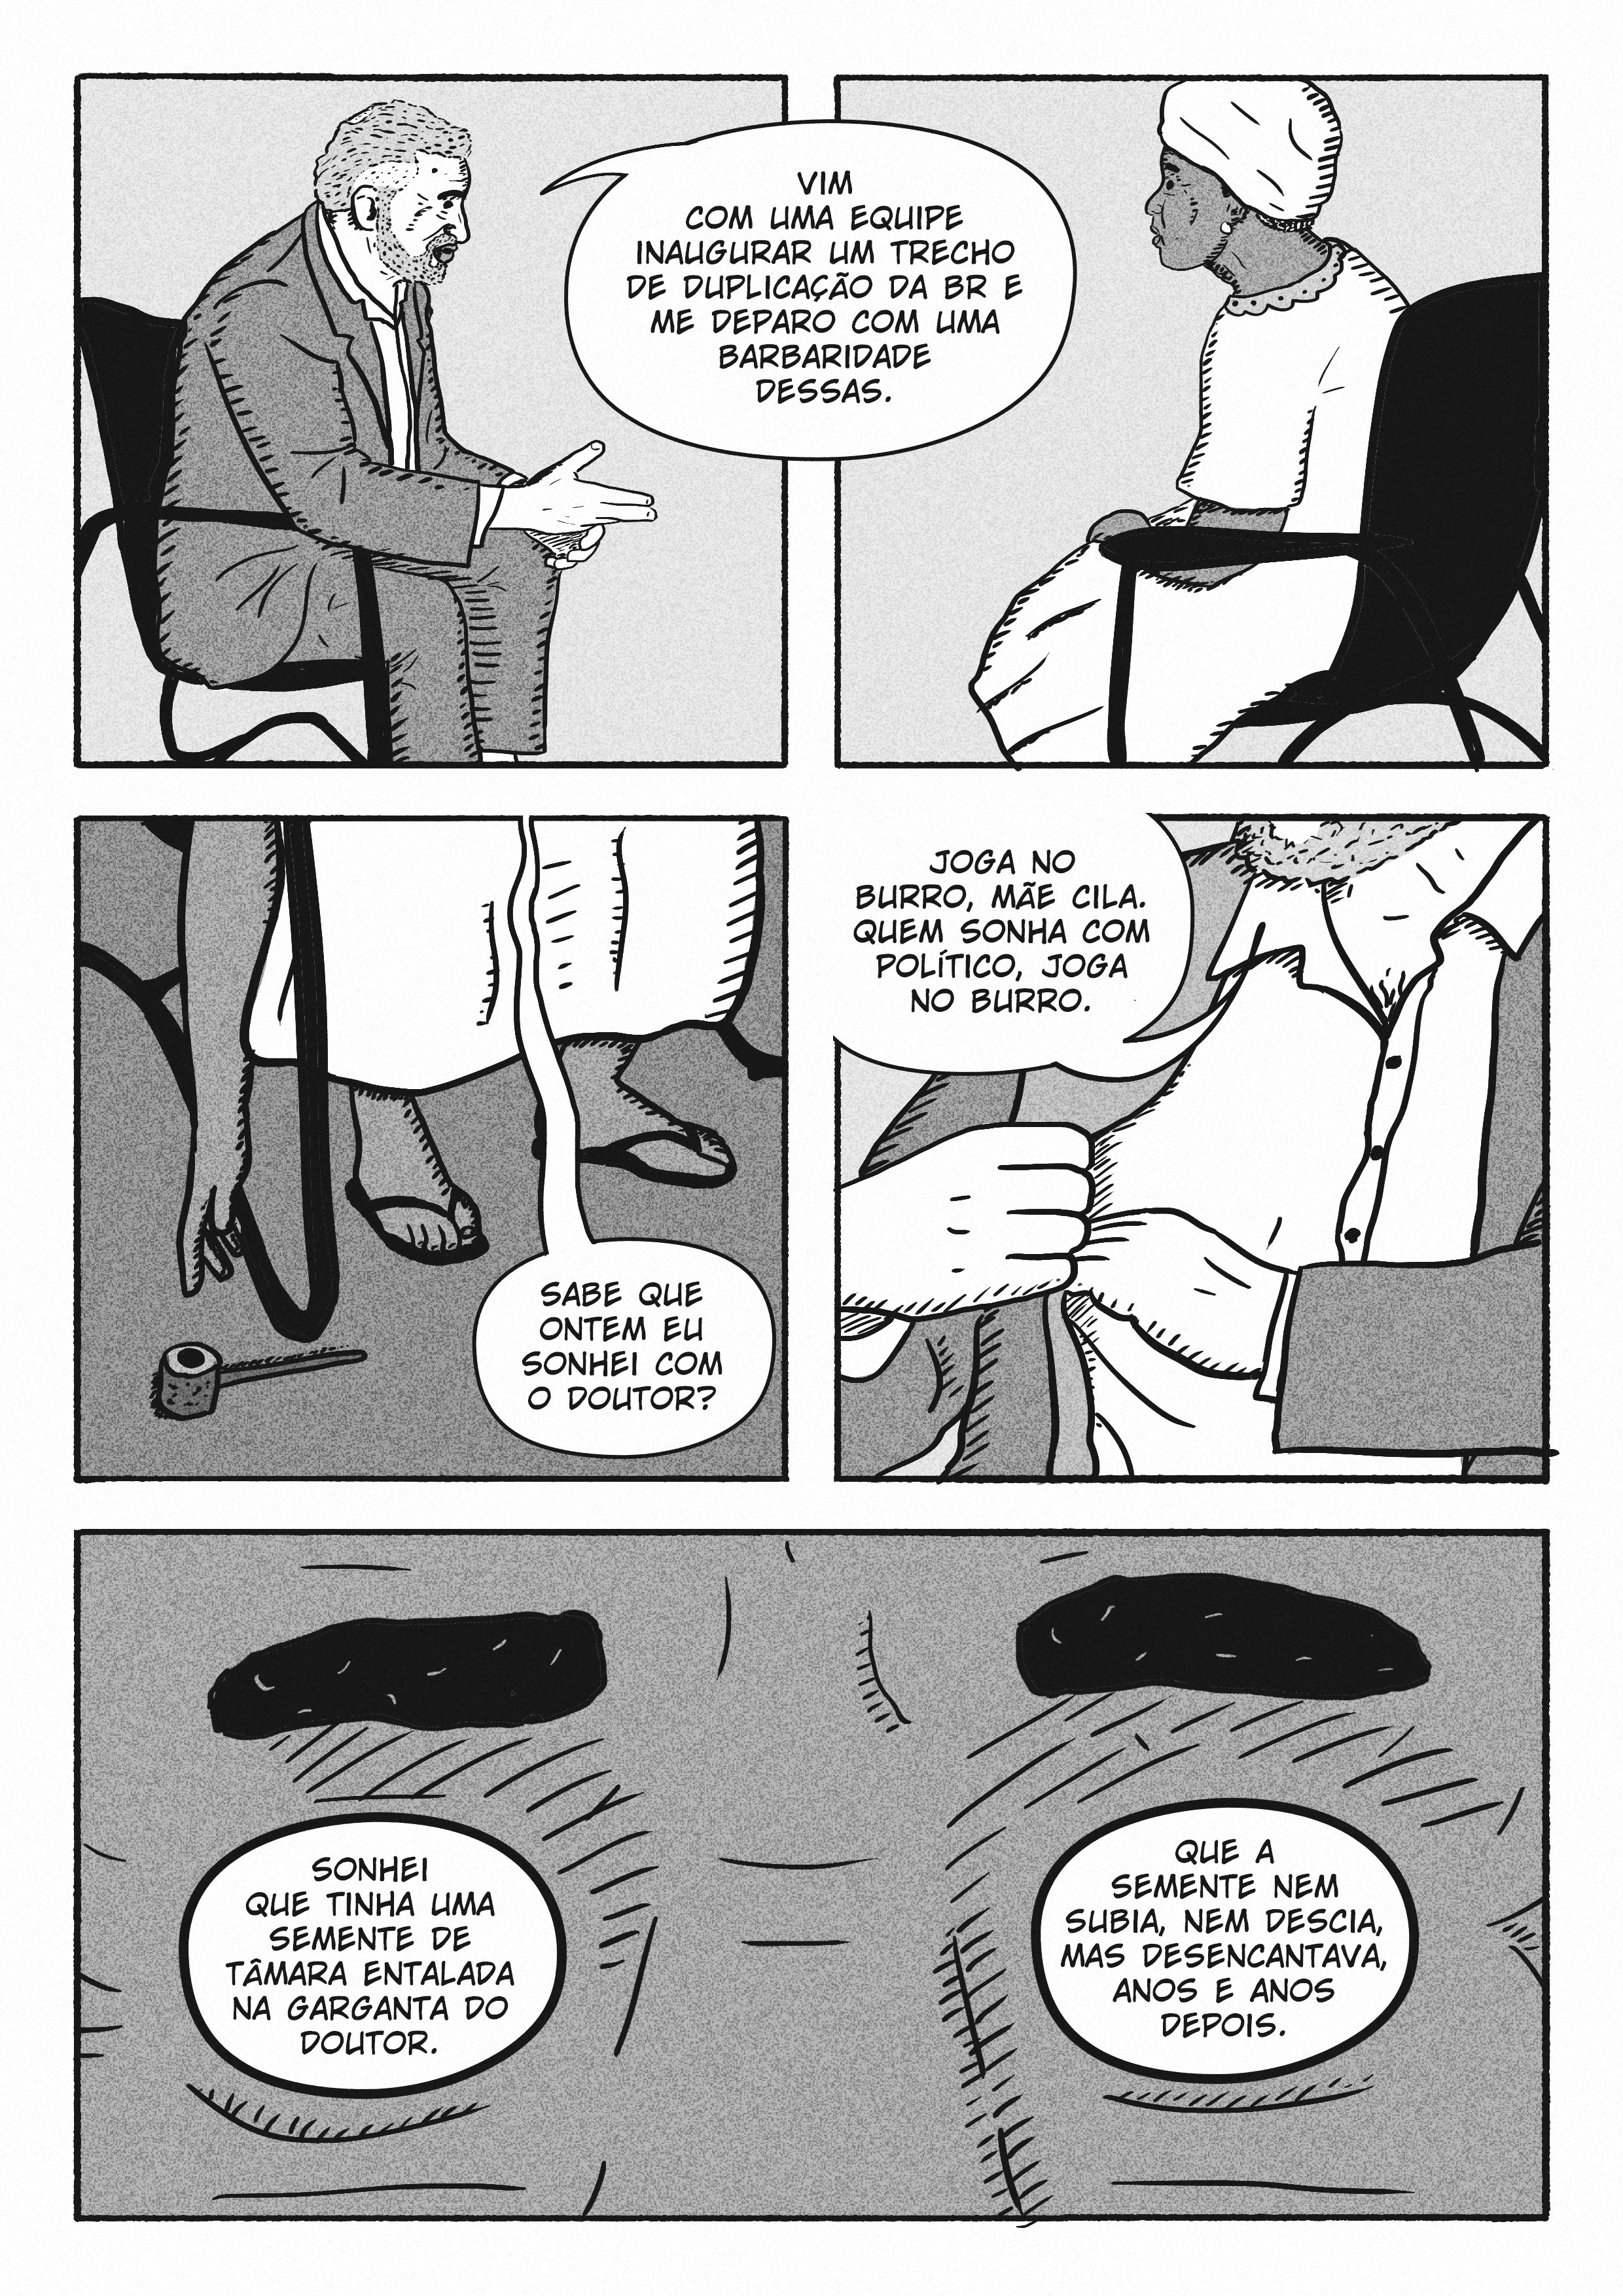 VIM
COM UMA EQUIPE
INAUGURAR UM TRECHO
DE DUPLICAÇÃO DA BR E
ME DEPARO COM UMA
BARBARIDADE
DESSAS.
SABE QUE
ONTEM EU
SONHEI COM
O DOUTOR?
JOGA NO
BURRO, MÃE CILA.
QUEM SONHA COM
POLÍTICO, JOGA
NO BURRO.
SONHEI
QUE TINHA UMA
SEMENTE DE
TÂMARA ENTALADA
NA GARGANTA DO
DOUTOR.
QUE A
SEMENTE NEM
SUBIA, NEM DESCIA,
MAS DESENCANTAVA,
ANOS E ANOS
DEPOIS.